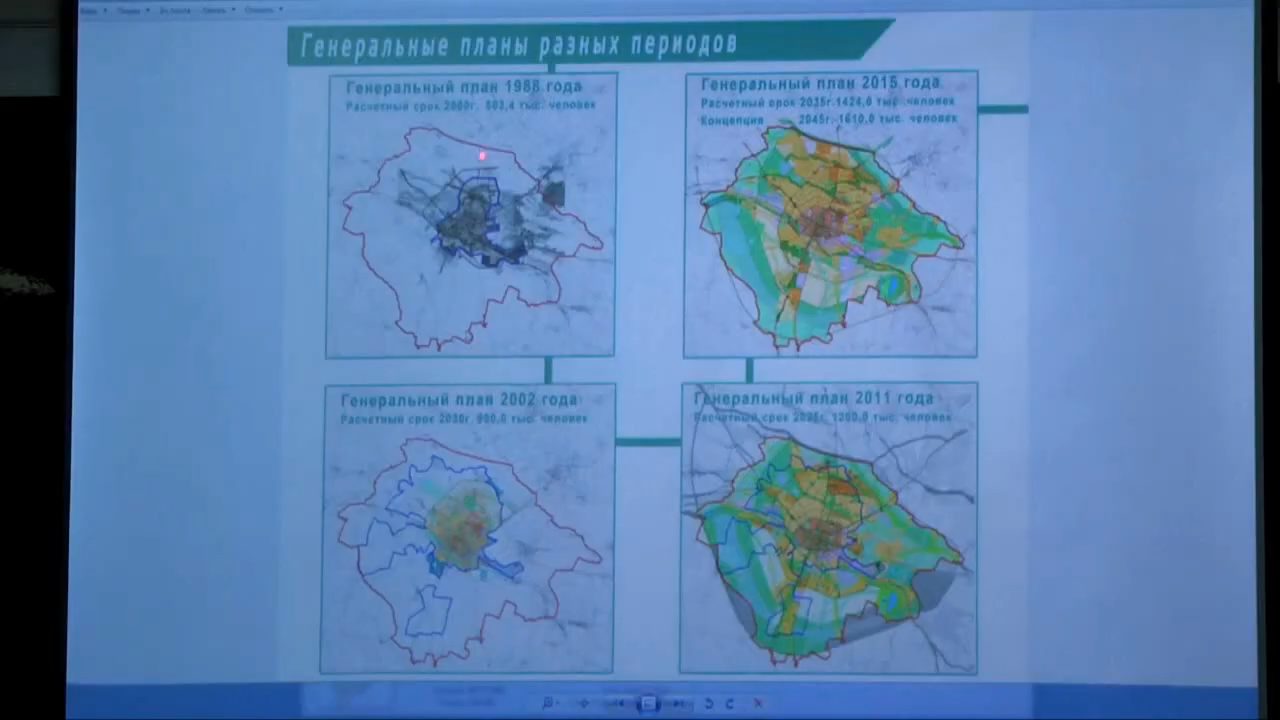 Генеральные планы разных периодов
Генеральный план 1988 года
Расчетный срок 2000г. 503,4 тыс. человек
Генеральный план 2015 года
Расчетный срок 2035г. 1424,0 тыс. человек
Концепция 2045г. 1610,0 тыс. человек
Генеральный план 2002 года
Расчетный срок 2030г. 900,0 тыс. человек
Генеральный план 2011 года
Расчетный срок 1200,0 тыс. человек